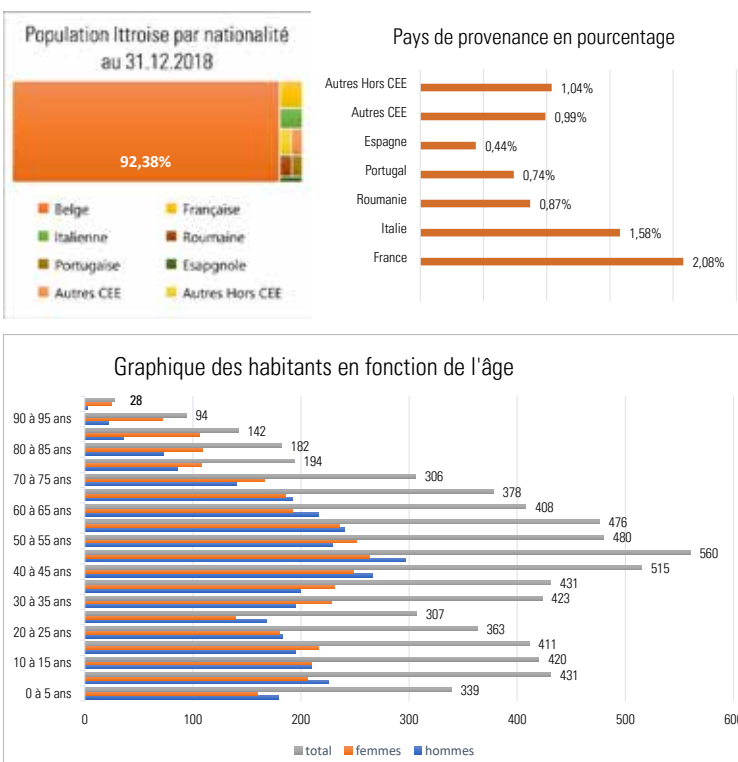 Population Ittroise par nationalité
au 31.12.2018
92,38%
Belge
Française
Italienne
Roumaine
Portugaise
Esapgnole
Autres CEE
Autres Hors CEE
Pays de provenance en pourcentage
Autres Hors CEE 1,04%
Autres CEE 0,99%
Espagne 0,44%
Portugal 0,74%
Roumanie 0,87%
Italie 1,58%
France 2,08%
Graphique des habitants en fonction de l'âge
28
90 à 95 ans 94
142
80 à 85 ans 182
194
70 à 75 ans 306
378
60 à 65 ans 408
476
50 à 55 ans 480
560
40 à 45 ans 515
431
30 à 35 ans 423
307
20 à 25 ans 363
411
10 à 15 ans 420
431
0 à 5 ans 339
0 100 200 300 400 500 600
total femmes hommes